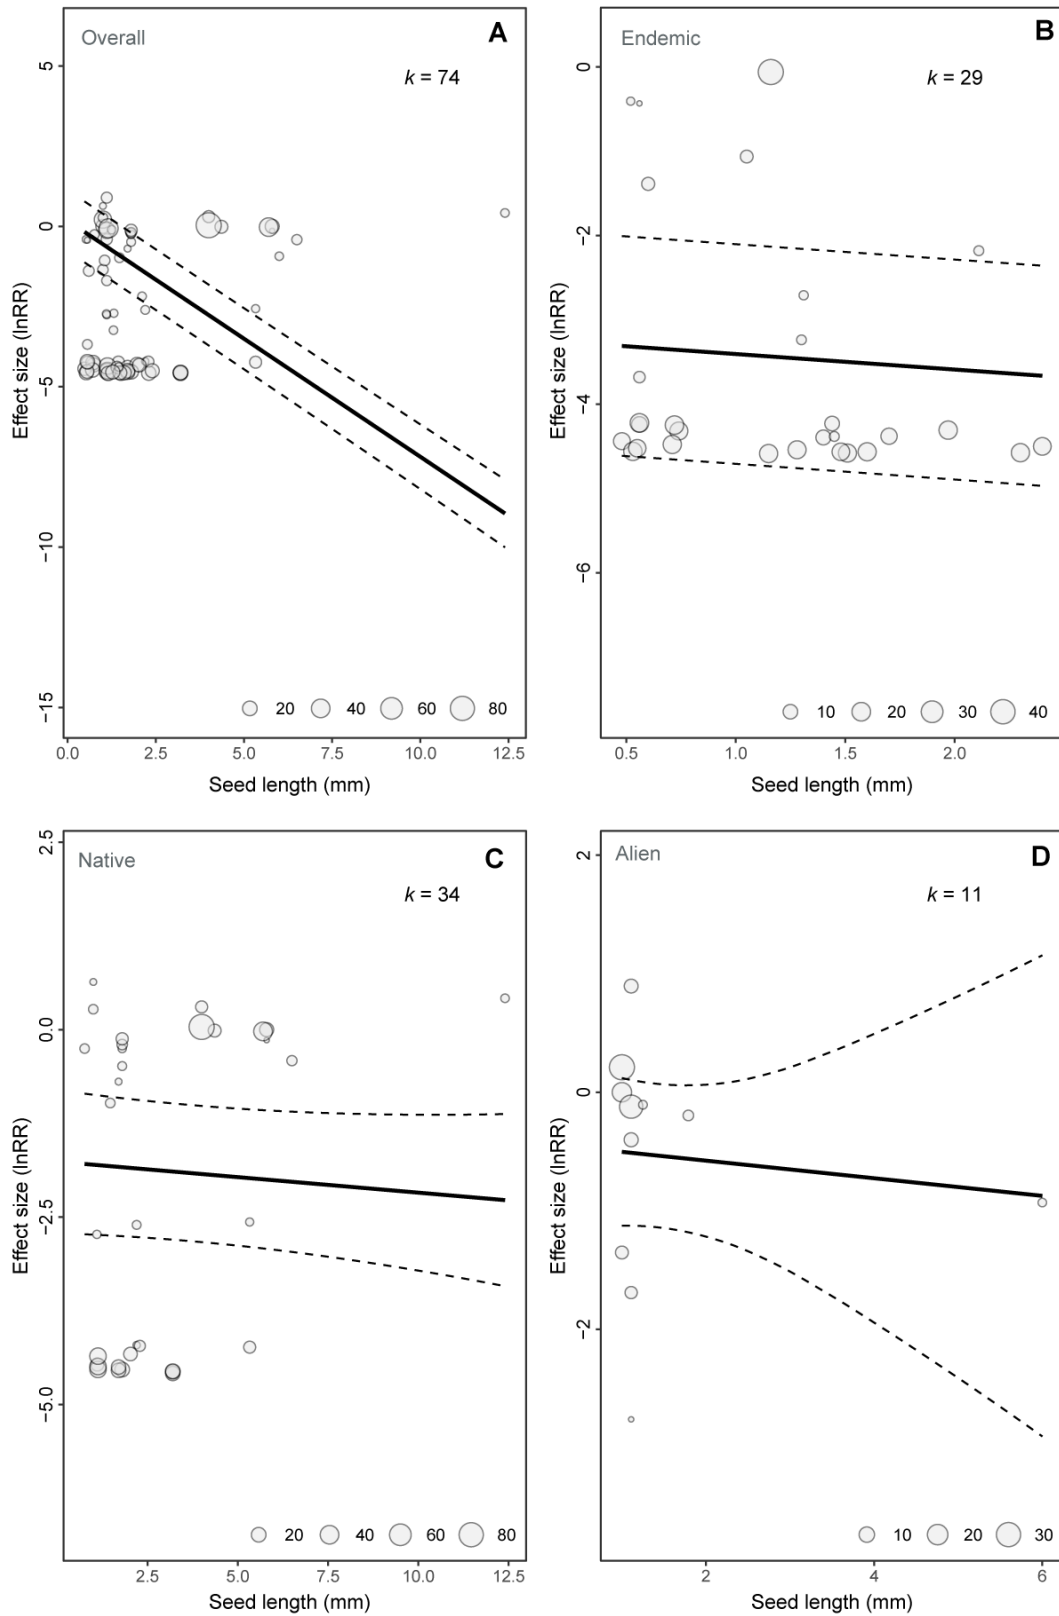 Overall
A
k = 74
5
0
−5
−10
−15
Effect size (lnRR)
20 40 60 80
0.0 2.5 5.0 7.5 10.0 12.5
Seed length (mm)
Endemic
B
k = 29
0
−2
−4
−6
Effect size (lnRR)
10 20 30 40
0.5 1.0 1.5 2.0
Seed length (mm)
Native
C
k = 34
2.5
0.0
−2.5
−5.0
Effect size (lnRR)
20 40 60 80
2.5 5.0 7.5 10.0 12.5
Seed length (mm)
Alien
D
k = 11
2
0
−2
Effect size (lnRR)
10 20 30
2 4 6
Seed length (mm)